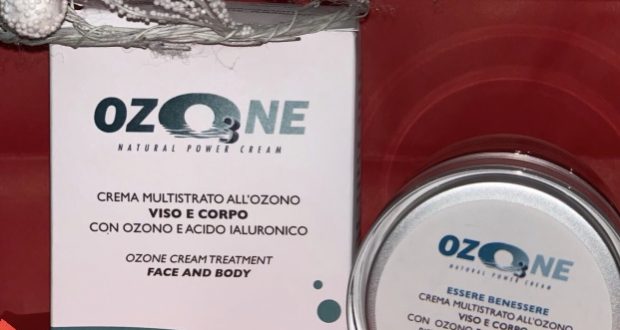 OZO3NE
NATURAL POWER CREAM
CREMA MULTISTRATO ALL'OZONO
VISO E CORPO
CON OZONO E ACIDO IALURONICO
OZONE CREAM TREATMENT
FACE AND BODY
OZO3NE
NATURAL POWER CREAM
ESSERE BENESSERE
CREMA MULTISTRATO ALL'OZONO
VISO E CORPO
CON OZONO